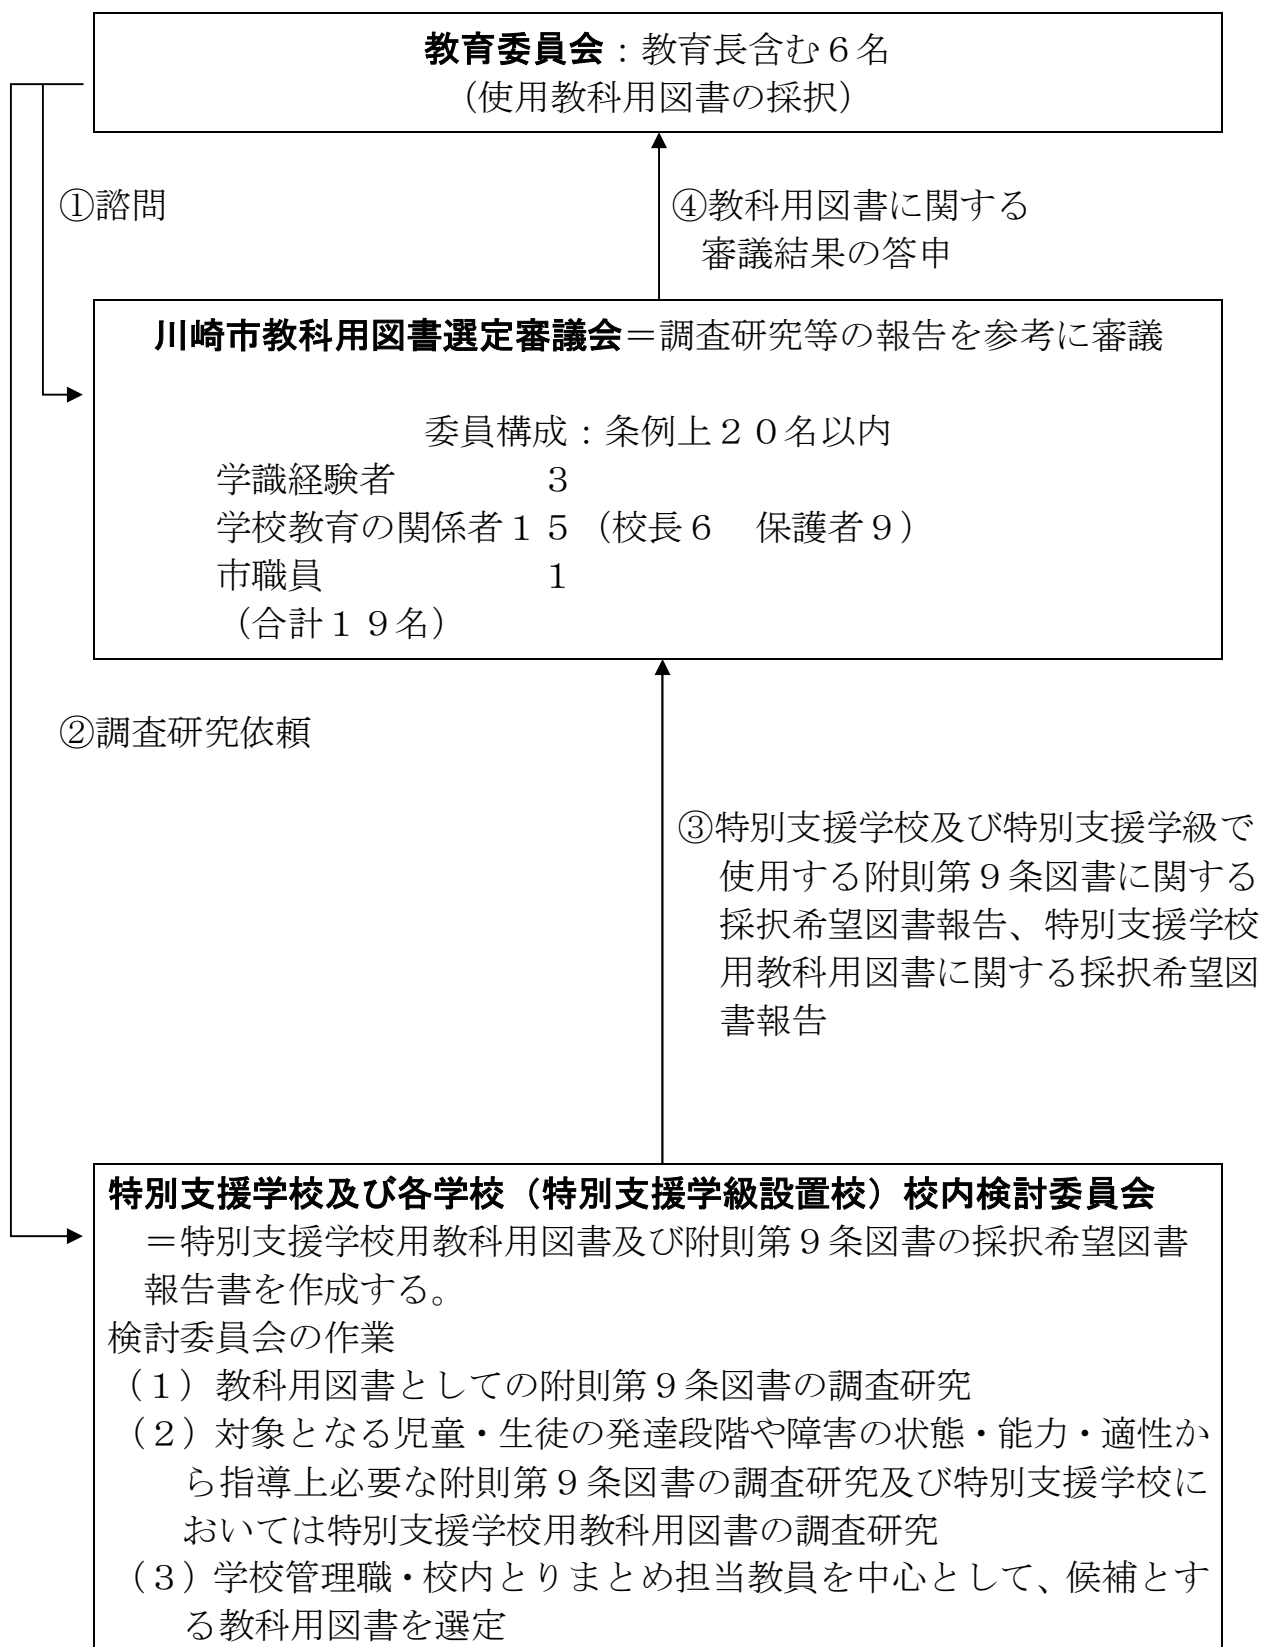 教育委員会：教育長含む６名
（使用教科用図書の採択）
①諮問
④教科用図書に関する
審議結果の答申
川崎市教科用図書選定審議会＝調査研究等の報告を参考に審議
委員構成：条例上２０名以内
学識経験者　　　　３
学校教育の関係者１５（校長６　保護者９）
市職員　　　　　　１
（合計１９名）
②調査研究依頼
③特別支援学校及び特別支援学級で
使用する附則第９条図書に関する
採択希望図書報告、特別支援学校
用教科用図書に関する採択希望図
書報告
特別支援学校及び各学校（特別支援学級設置校）校内検討委員会
＝特別支援学校用教科用図書及び附則第９条図書の採択希望図書
報告書を作成する。
検討委員会の作業
（１）教科用図書としての附則第９条図書の調査研究
（２）対象となる児童・生徒の発達段階や障害の状態・能力・適性か
ら指導上必要な附則第９条図書の調査研究及び特別支援学校に
おいては特別支援学校用教科用図書の調査研究
（３）学校管理職・校内とりまとめ担当教員を中心として、候補とす
る教科用図書を選定